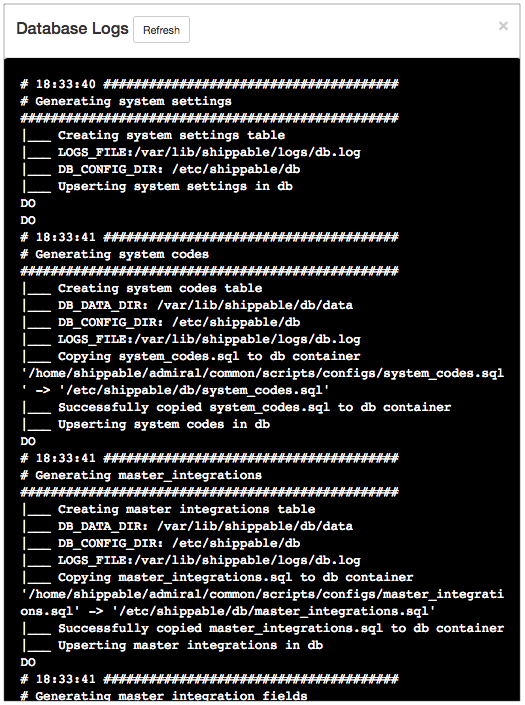 Database Logs Refresh ×
# 18:33:40 #######################################
# Generating system settings
##################################################
|___ Creating system settings table
|___ LOGS_FILE:/var/lib/shippable/logs/db.log
|___ DB_CONFIG_DIR: /etc/shippable/db
|___ Upserting system settings in db
DO
DO
# 18:33:41 #######################################
# Generating system codes
##################################################
|___ Creating system codes table
|___ DB_DATA_DIR: /var/lib/shippable/db/data
|___ DB_CONFIG_DIR: /etc/shippable/db
|___ LOGS_FILE:/var/lib/shippable/logs/db.log
|___ Copying system_codes.sql to db container
'/home/shippable/admiral/common/scripts/configs/system_codes.sql
' -> '/etc/shippable/db/system_codes.sql'
|___ Successfully copied system_codes.sql to db container
|___ Upserting system codes in db
DO
# 18:33:41 #######################################
# Generating master_integrations
##################################################
|___ Creating master integrations table
|___ DB_DATA_DIR: /var/lib/shippable/db/data
|___ DB_CONFIG_DIR: /etc/shippable/db
|___ LOGS_FILE:/var/lib/shippable/logs/db.log
|___ Copying master_integrations.sql to db container
'/home/shippable/admiral/common/scripts/configs/master_integrati
ons.sql' -> '/etc/shippable/db/master_integrations.sql'
|___ Successfully copied master_integrations.sql to db container
|___ Upserting master integrations in db
DO
# 18:33:41 #######################################
# Generating master integration fields